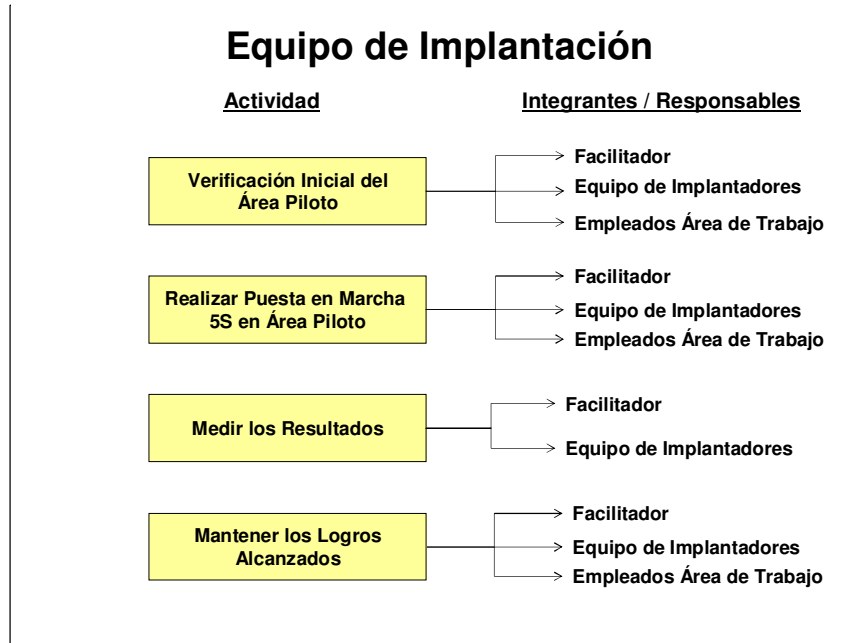 Equipo de Implantación
Actividad
Integrantes / Responsables
Verificación Inicial del
Área Piloto
Facilitador
Equipo de Implantadores
Empleados Área de Trabajo
Realizar Puesta en Marcha
5S en Área Piloto
Facilitador
Equipo de Implantadores
Empleados Área de Trabajo
Medir los Resultados
Facilitador
Equipo de Implantadores
Mantener los Logros
Alcanzados
Facilitador
Equipo de Implantadores
Empleados Área de Trabajo